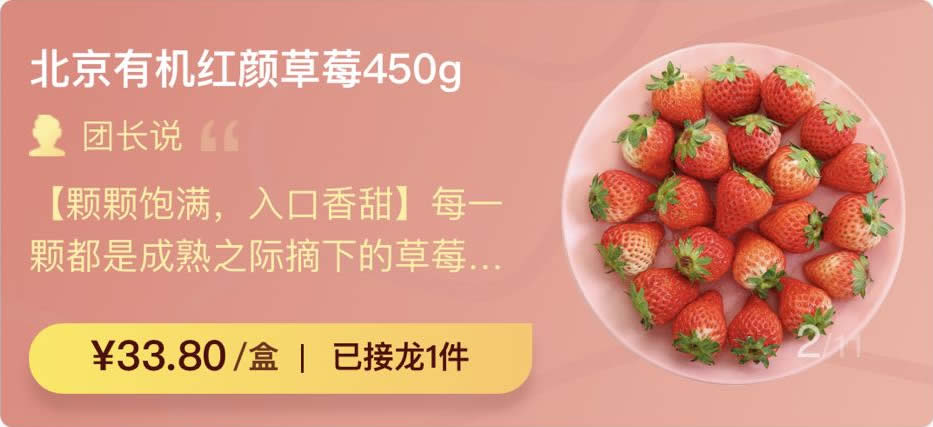 北京有机红颜草莓450g
团长说 “
【颗颗饱满，入口香甜】每一
颗都是成熟之际摘下的草莓...
¥33.80/盒 | 已接龙1件
2/11